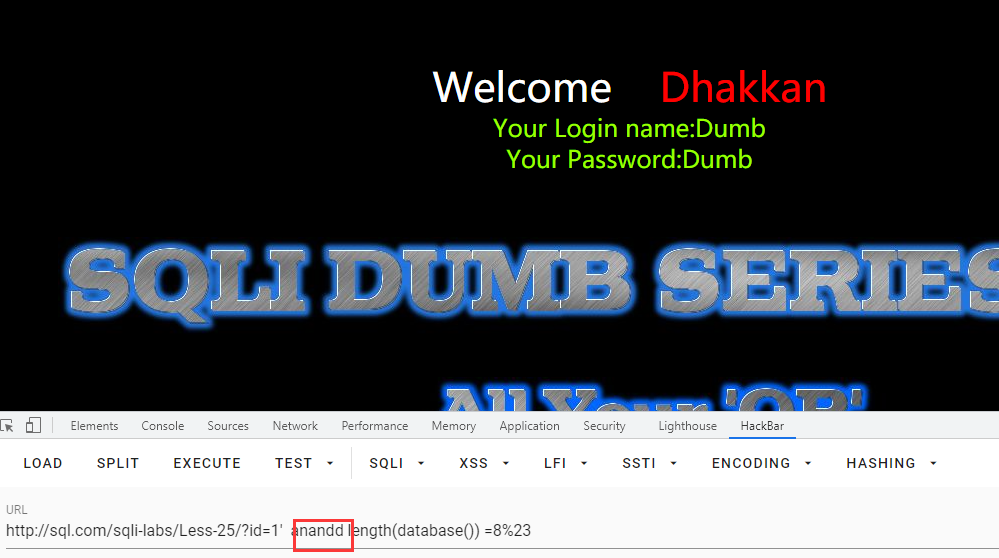 Welcome Dhakkan
Your Login name:Dumb
Your Password:Dumb
SQLI DUMB SERIES
All Your 'OR'
Elements Console Sources Network Performance Memory Application Security Lighthouse HackBar
LOAD SPLIT EXECUTE TEST SQLI XSS LFI SSTI ENCODING HASHING
URL
http://sql.com/sqli-labs/Less-25/?id=1' anandd length(database()) =8%23